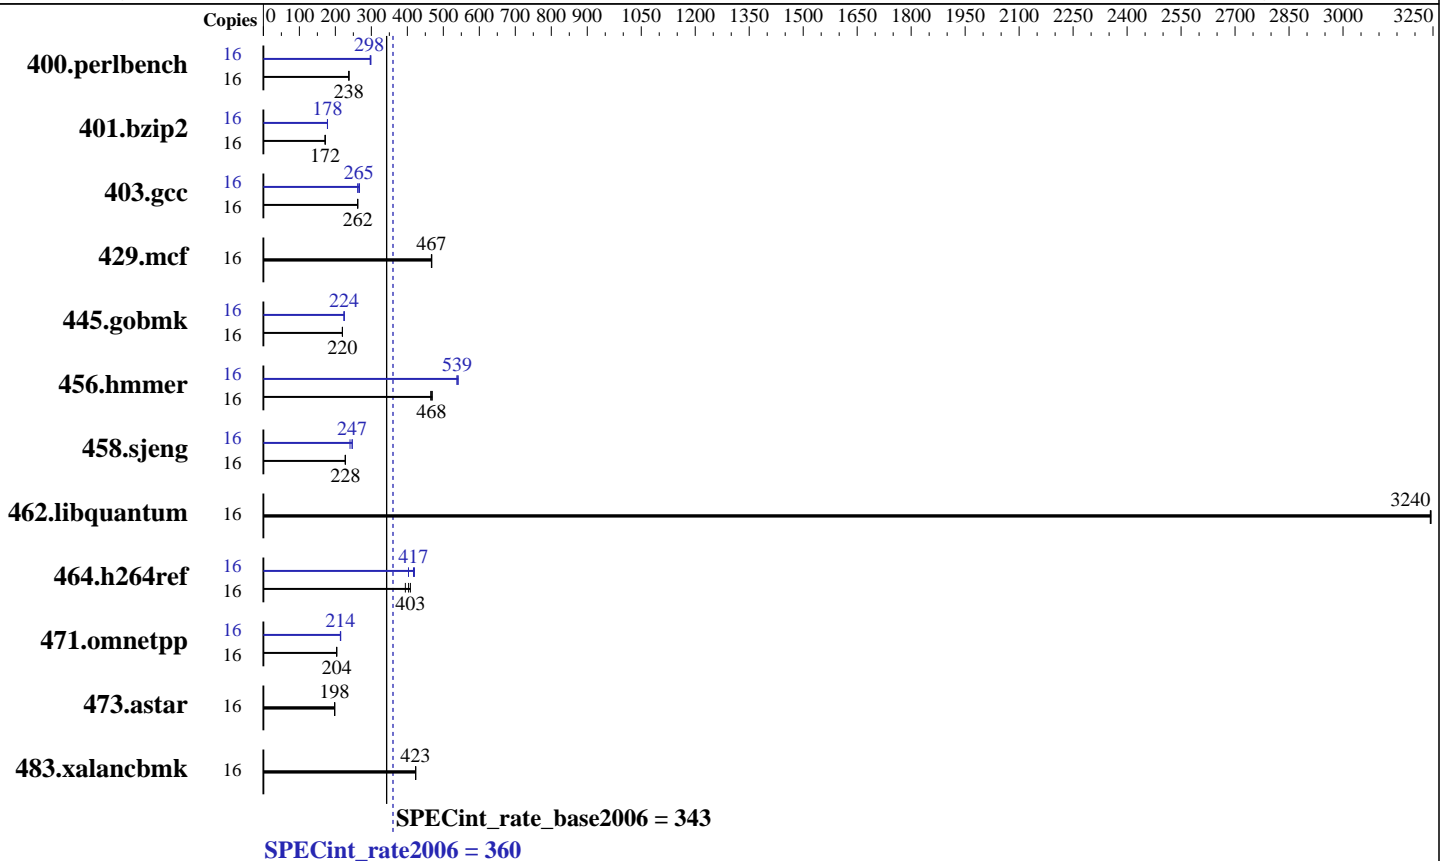 Copies 0 100 200 300 400 500 600 700 800 900 1050 1200 1350 1500 1650 1800 1950 2100 2250 2400 2550 2700 2850 3000 3250
400.perlbench 16 298
16 238
401.bzip2 16 178
16 172
403.gcc 16 265
16 262
429.mcf 16 467
445.gobmk 16 224
16 220
456.hmmer 16 539
16 468
458.sjeng 16 247
16 228
462.libquantum 16 3240
464.h264ref 16 417
16 403
471.omnetpp 16 214
16 204
473.astar 16 198
483.xalancbmk 16 423
SPECint_rate_base2006 = 343
SPECint_rate2006 = 360